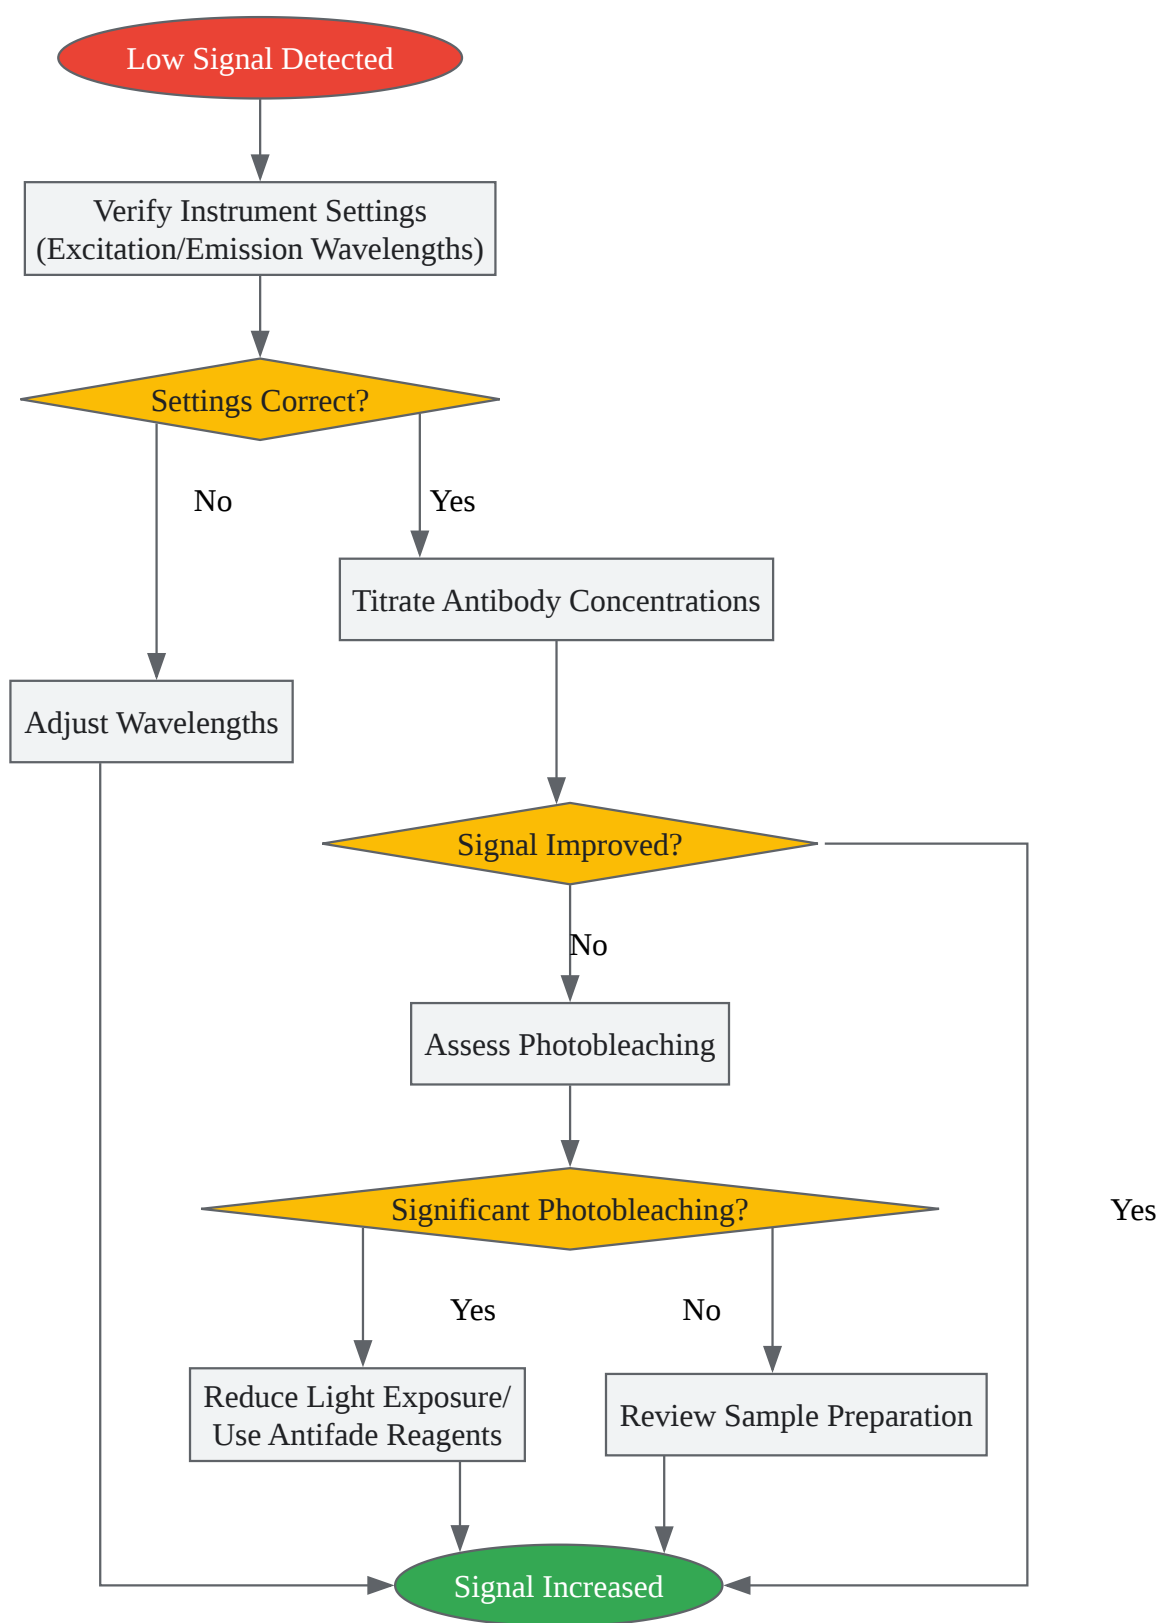 Low Signal Detected
Verify Instrument Settings
(Excitation/Emission Wavelengths)
Settings Correct?
No
Yes
Titrate Antibody Concentrations
Adjust Wavelengths
Signal Improved?
No
Assess Photobleaching
Significant Photobleaching?
Yes
Yes
No
Reduce Light Exposure/
Use Antifade Reagents
Review Sample Preparation
Signal Increased